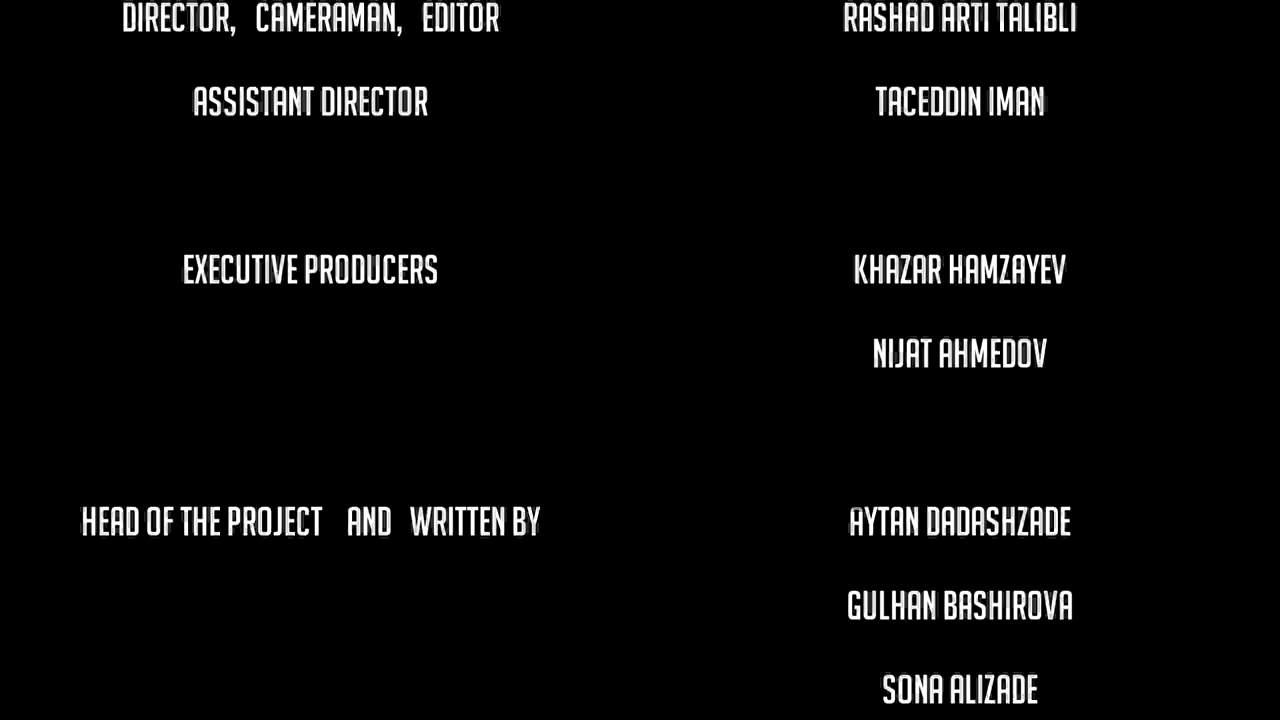 DIRECTOR, CAMERAMAN, EDITOR RASHAD ARTI TALIBLI
ASSISTANT DIRECTOR TACEDDIN IMAN
EXECUTIVE PRODUCERS KHAZAR HAMZAYEV
NIJAT AHMEDOV
HEAD OF THE PROJECT AND WRITTEN BY AYTAN DADASHZADE
GULHAN BASHIROVA
SONA ALIZADE